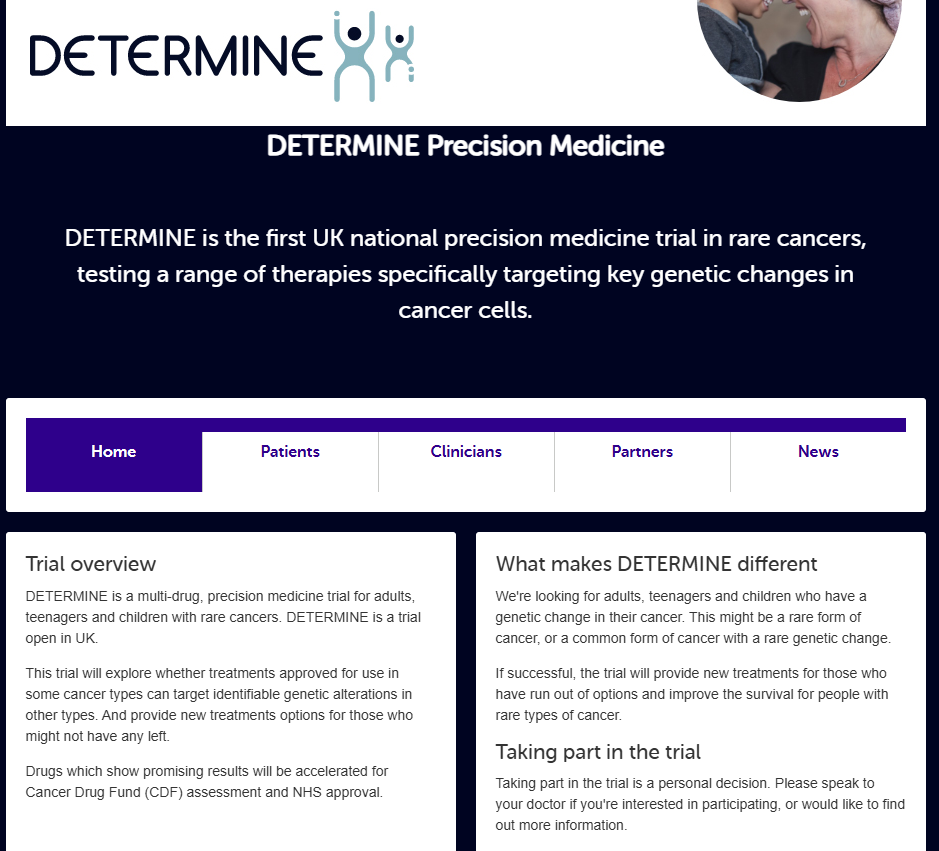 DETERMINE
DETERMINE Precision Medicine
DETERMINE is the first UK national precision medicine trial in rare cancers,
testing a range of therapies specifically targeting key genetic changes in
cancer cells.
Home
Patients
Clinicians
Partners
News
Trial overview
DETERMINE is a multi-drug, precision medicine trial for adults,
teenagers and children with rare cancers. DETERMINE is a trial
open in UK.
This trial will explore whether treatments approved for use in
some cancer types can target identifiable genetic alterations in
other types. And provide new treatments options for those who
might not have any left.
Drugs which show promising results will be accelerated for
Cancer Drug Fund (CDF) assessment and NHS approval.
What makes DETERMINE different
We're looking for adults, teenagers and children who have a
genetic change in their cancer. This might be a rare form of
cancer, or a common form of cancer with a rare genetic change.
If successful, the trial will provide new treatments for those who
have run out of options and improve the survival for people with
rare types of cancer.
Taking part in the trial
Taking part in the trial is a personal decision. Please speak to
your doctor if you're interested in participating, or would like to find
out more information.